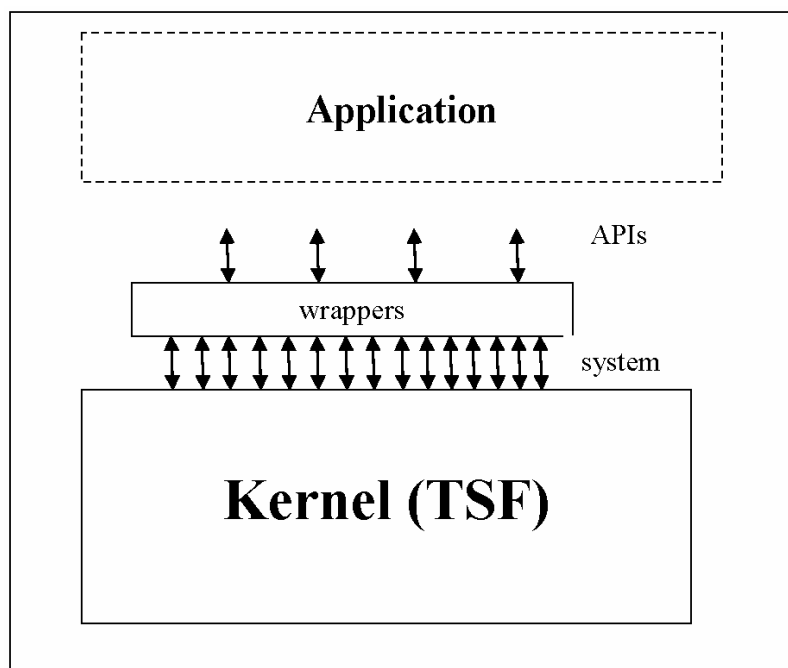 Application
APIs
wrappers
system
Kernel (TSF)